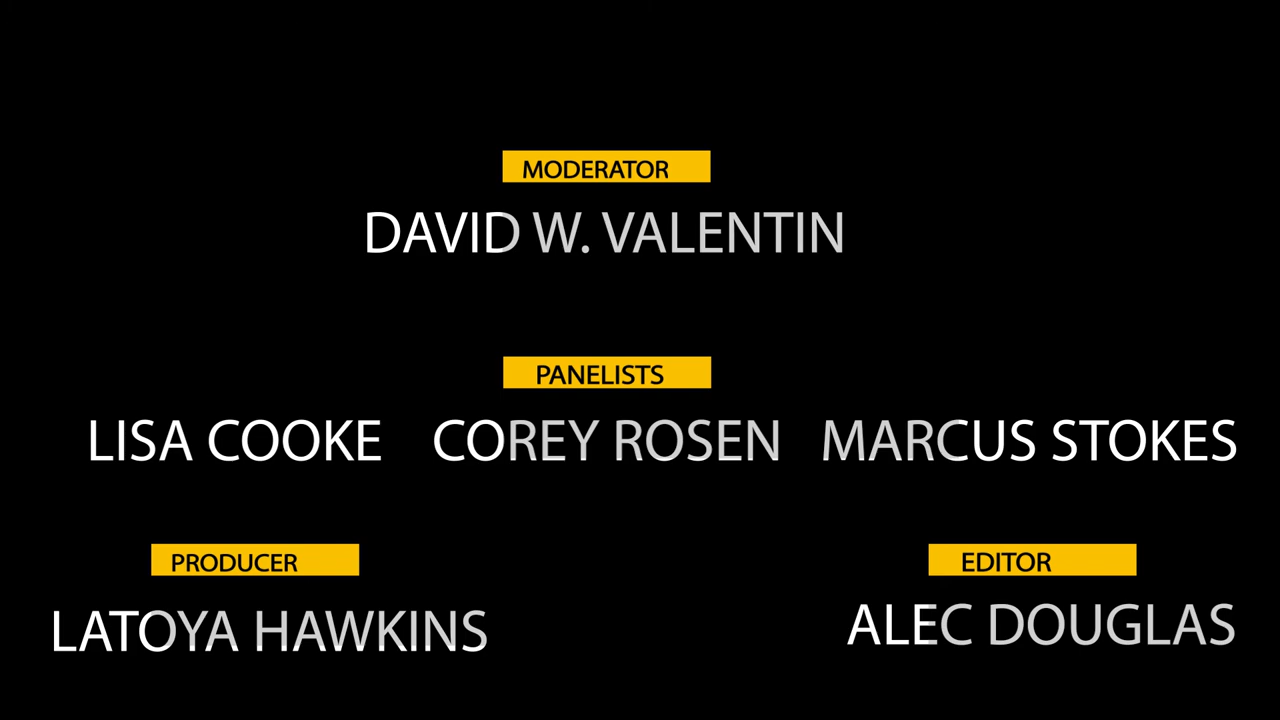 MODERATOR
DAVID W. VALENTIN
PANELISTS
LISA COOKE COREY ROSEN MARCUS STOKES
PRODUCER EDITOR
LATOYA HAWKINS ALEC DOUGLAS